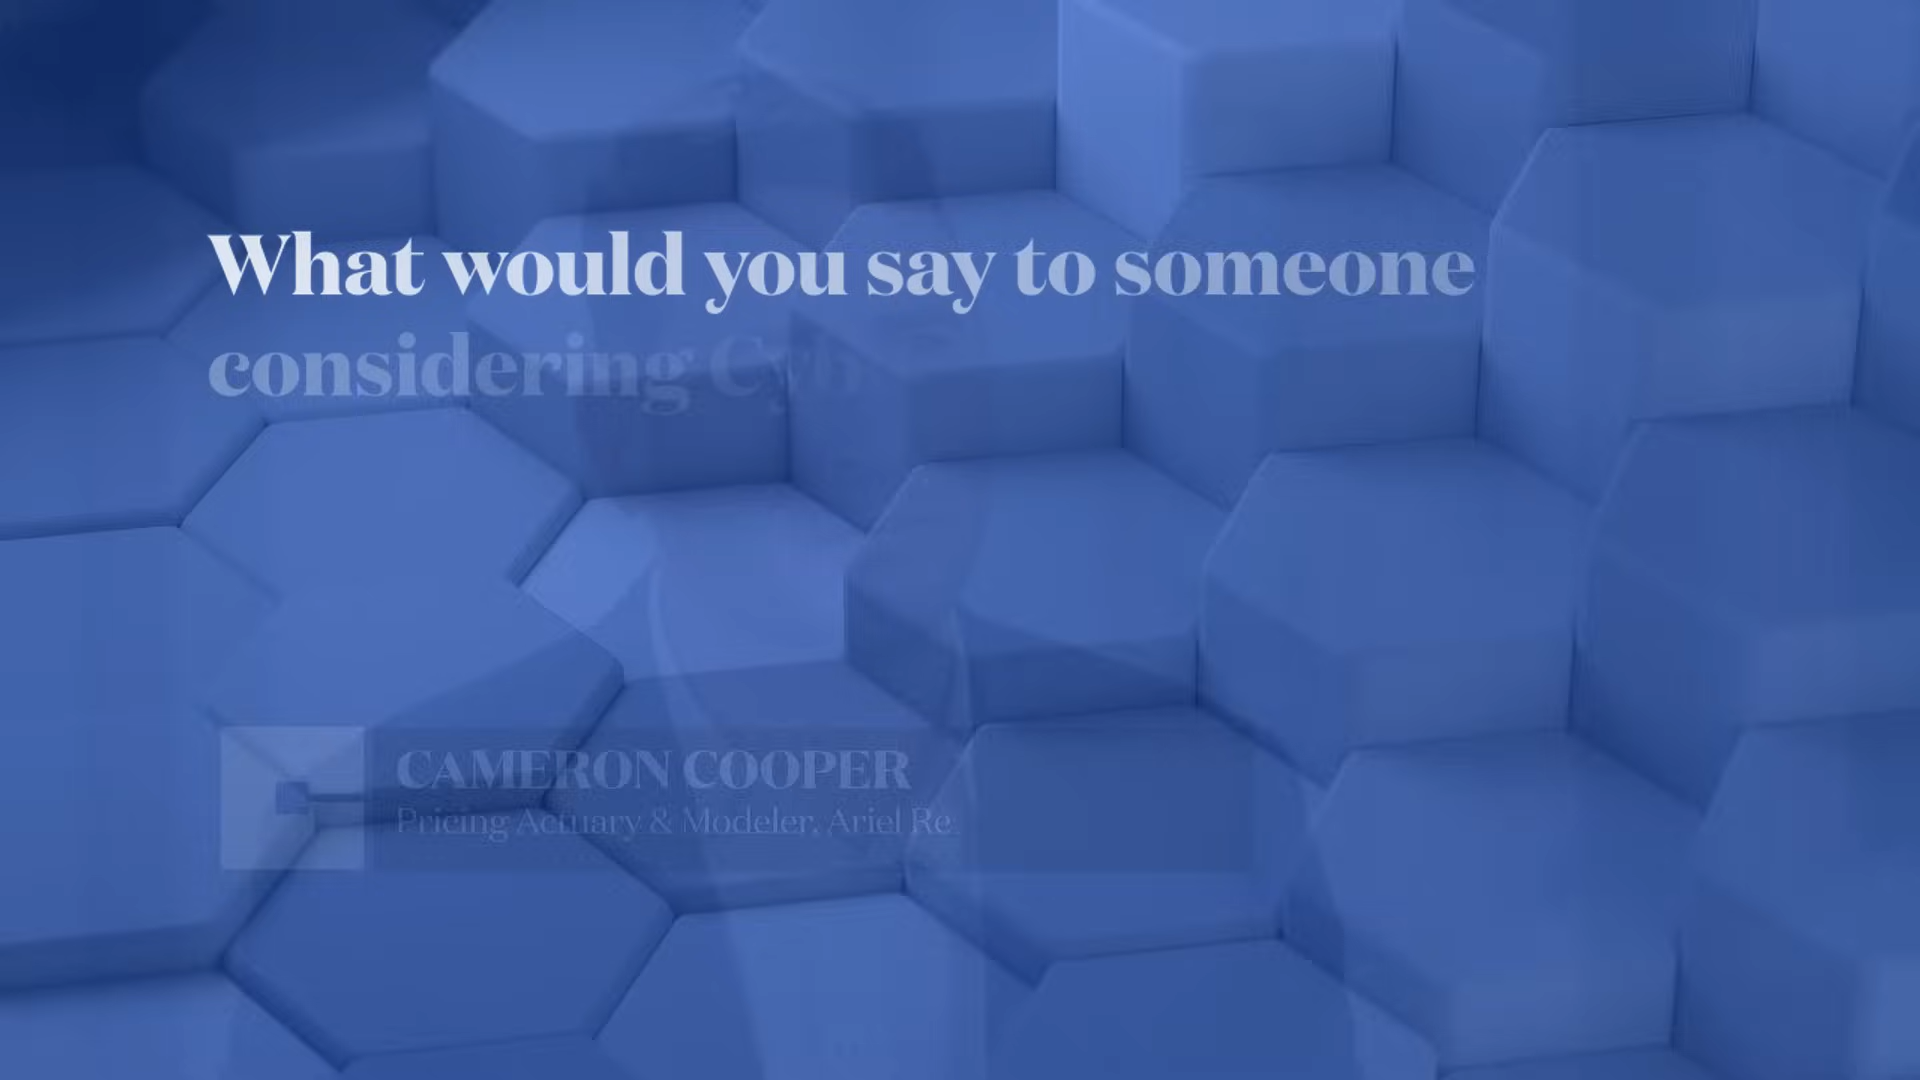 What would you say to someone
considering
CAMERON COOPER
Pricing Actuary & Modeler, Ariel Re